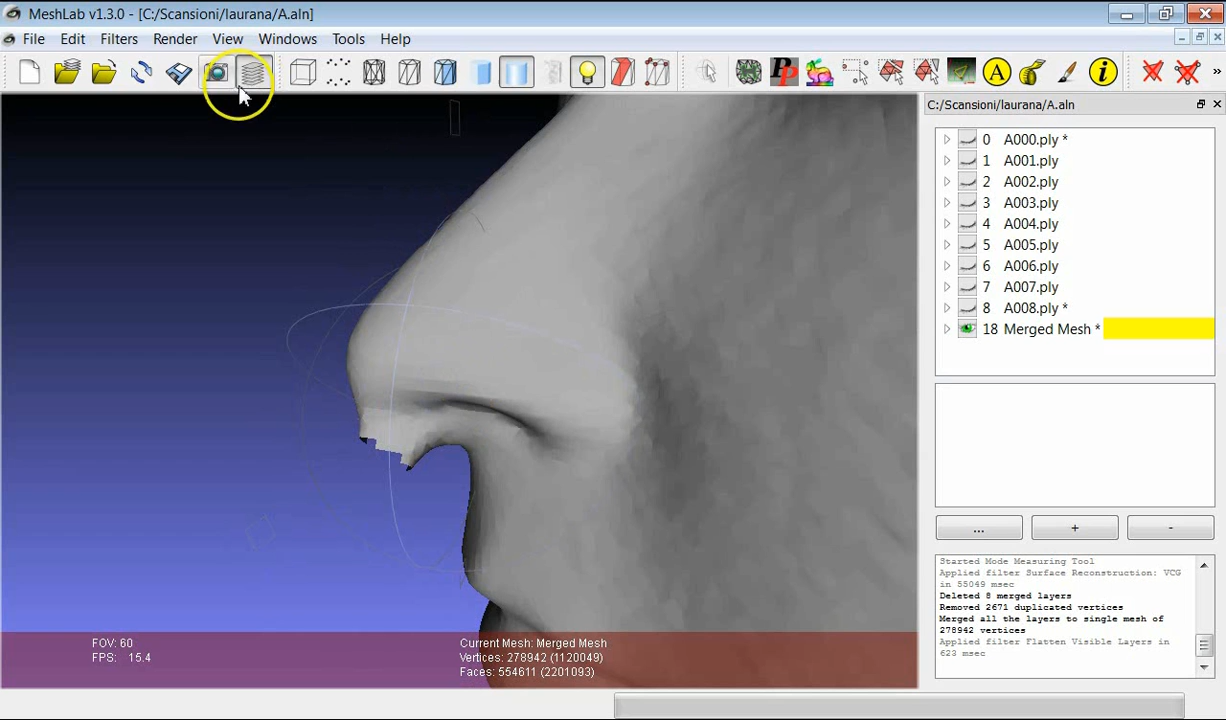 MeshLab v1.3.0 - [C:/Scansioni/laurana/A.aln]
File Edit Filters Render View Windows Tools Help
PP A i »
C:/Scansioni/laurana/A.aln
0 A000.ply *
1 A001.ply
2 A002.ply
3 A003.ply
4 A004.ply
5 A005.ply
6 A006.ply
7 A007.ply
8 A008.ply *
18 Merged Mesh *
... + -
Started Mode Measuring Tool
Applied filter Surface Reconstruction: VCG
in 55049 msec
Deleted 8 merged layers
Removed 2671 duplicated vertices
Merged all the layers to single mesh of
278942 vertices
Applied filter Flatten Visible Layers in
623 msec
FOV: 60
FPS: 15.4
Current Mesh: Merged Mesh
Vertices: 278942 (1120049)
Faces: 554611 (2201093)